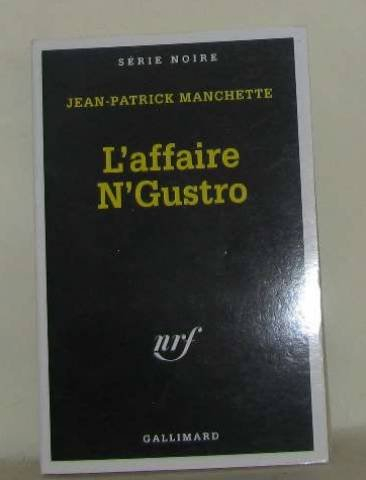 SÉRIE NOIRE
JEAN-PATRICK MANCHETTE
L'affaire
N'Gustro
nrf
GALLIMARD